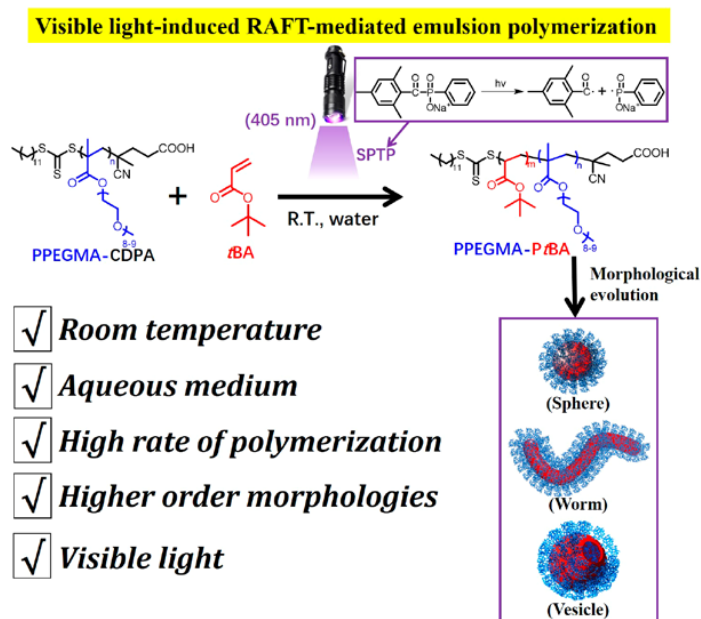 Visible light-induced RAFT-mediated emulsion polymerization
(405 nm)
O O
C P
ONa⁺
hν
O
C·
+
O
·P
ONa⁺
SPTP
11 S S n COOH
S O CN
O
O
8-9
PPEGMA-CDPA
+
O
O
tBA
R.T., water
11 S S m n COOH
S O O CN
O O
O
8-9
PPEGMA-PtBA
Morphological
evolution
√ Room temperature
√ Aqueous medium
√ High rate of polymerization
√ Higher order morphologies
√ Visible light
(Sphere)
(Worm)
(Vesicle)